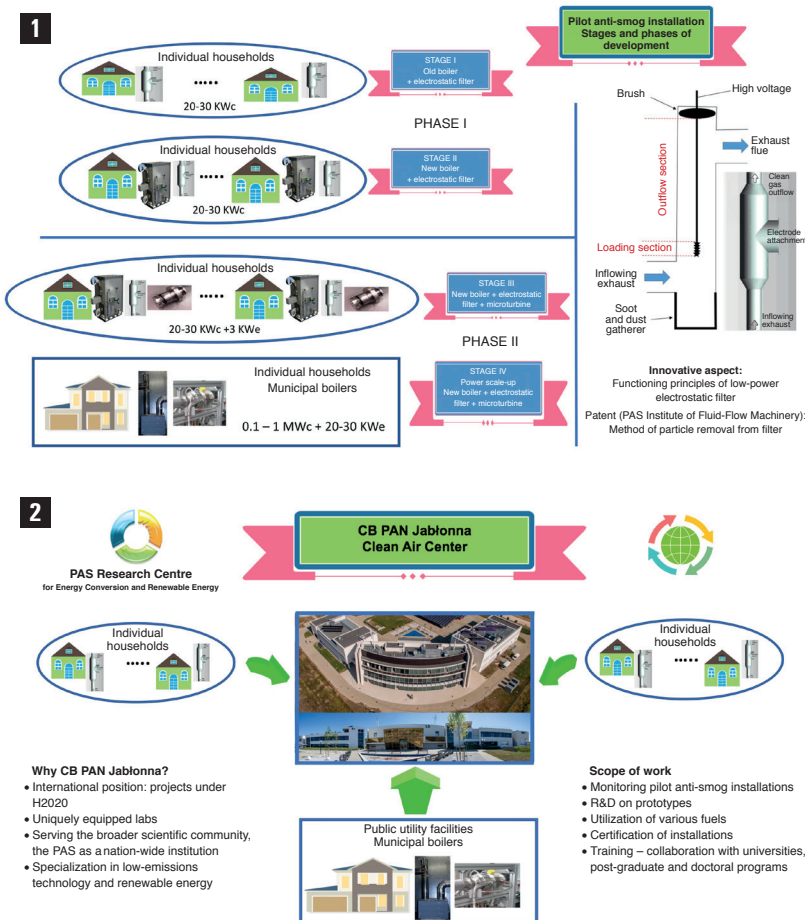 1
Pilot anti-smog installation
Stages and phases of
development
Individual households
20-30 KWc
STAGE I
Old boiler
+ electrostatic filter
PHASE I
Individual households
20-30 KWc
STAGE II
New boiler
+ electrostatic filter
Individual households
20-30 KWc +3 KWe
STAGE III
New boiler + electrostatic
filter + microturbine
PHASE II
Individual households
Municipal boilers
0.1 – 1 MWc + 20-30 KWe
STAGE IV
Power scale-up
New boiler + electrostatic
filter + microturbine
Brush
High voltage
Exhaust
flue
Outflow section
Clean
gas
outflow
Electrode
attachment
Loading section
Inflowing
exhaust
Soot
and dust
gatherer
Inflowing
exhaust
Innovative aspect:
Functioning principles of low-power
electrostatic filter
Patent (PAS Institute of Fluid-Flow Machinery):
Method of particle removal from filter
2
PAS Research Centre
for Energy Conversion and Renewable Energy
CB PAN Jabłonna
Clean Air Center
Individual
households
Individual
households
Why CB PAN Jabłonna?
• International position: projects under
H2020
• Uniquely equipped labs
• Serving the broader scientific community,
the PAS as a nation-wide institution
• Specialization in low-emissions
technology and renewable energy
Public utility facilities
Municipal boilers
Scope of work
• Monitoring pilot anti-smog installations
• R&D on prototypes
• Utilization of various fuels
• Certification of installations
• Training – collaboration with universities,
post-graduate and doctoral programs